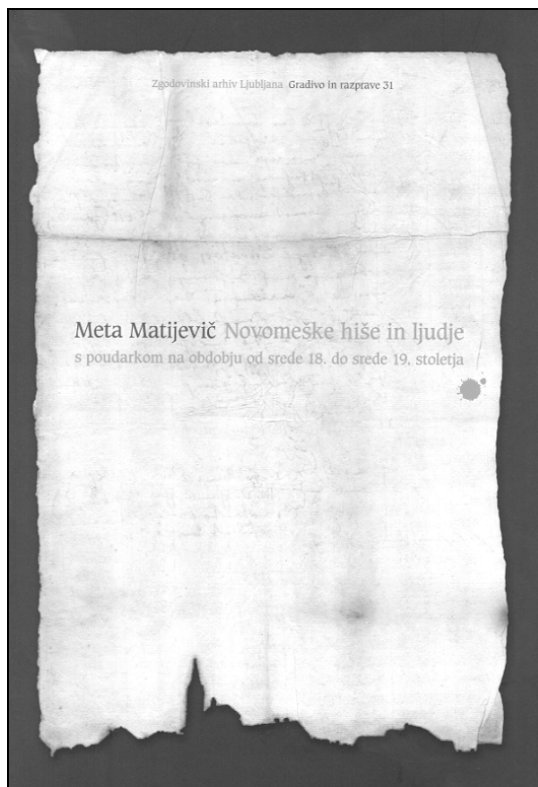 Zgodovinski arhiv Ljubljana Gradivo in razprave 31
Meta Matijevič Novomeške hiše in ljudje
s poudarkom na obdobju od srede 18. do srede 19. stoletja